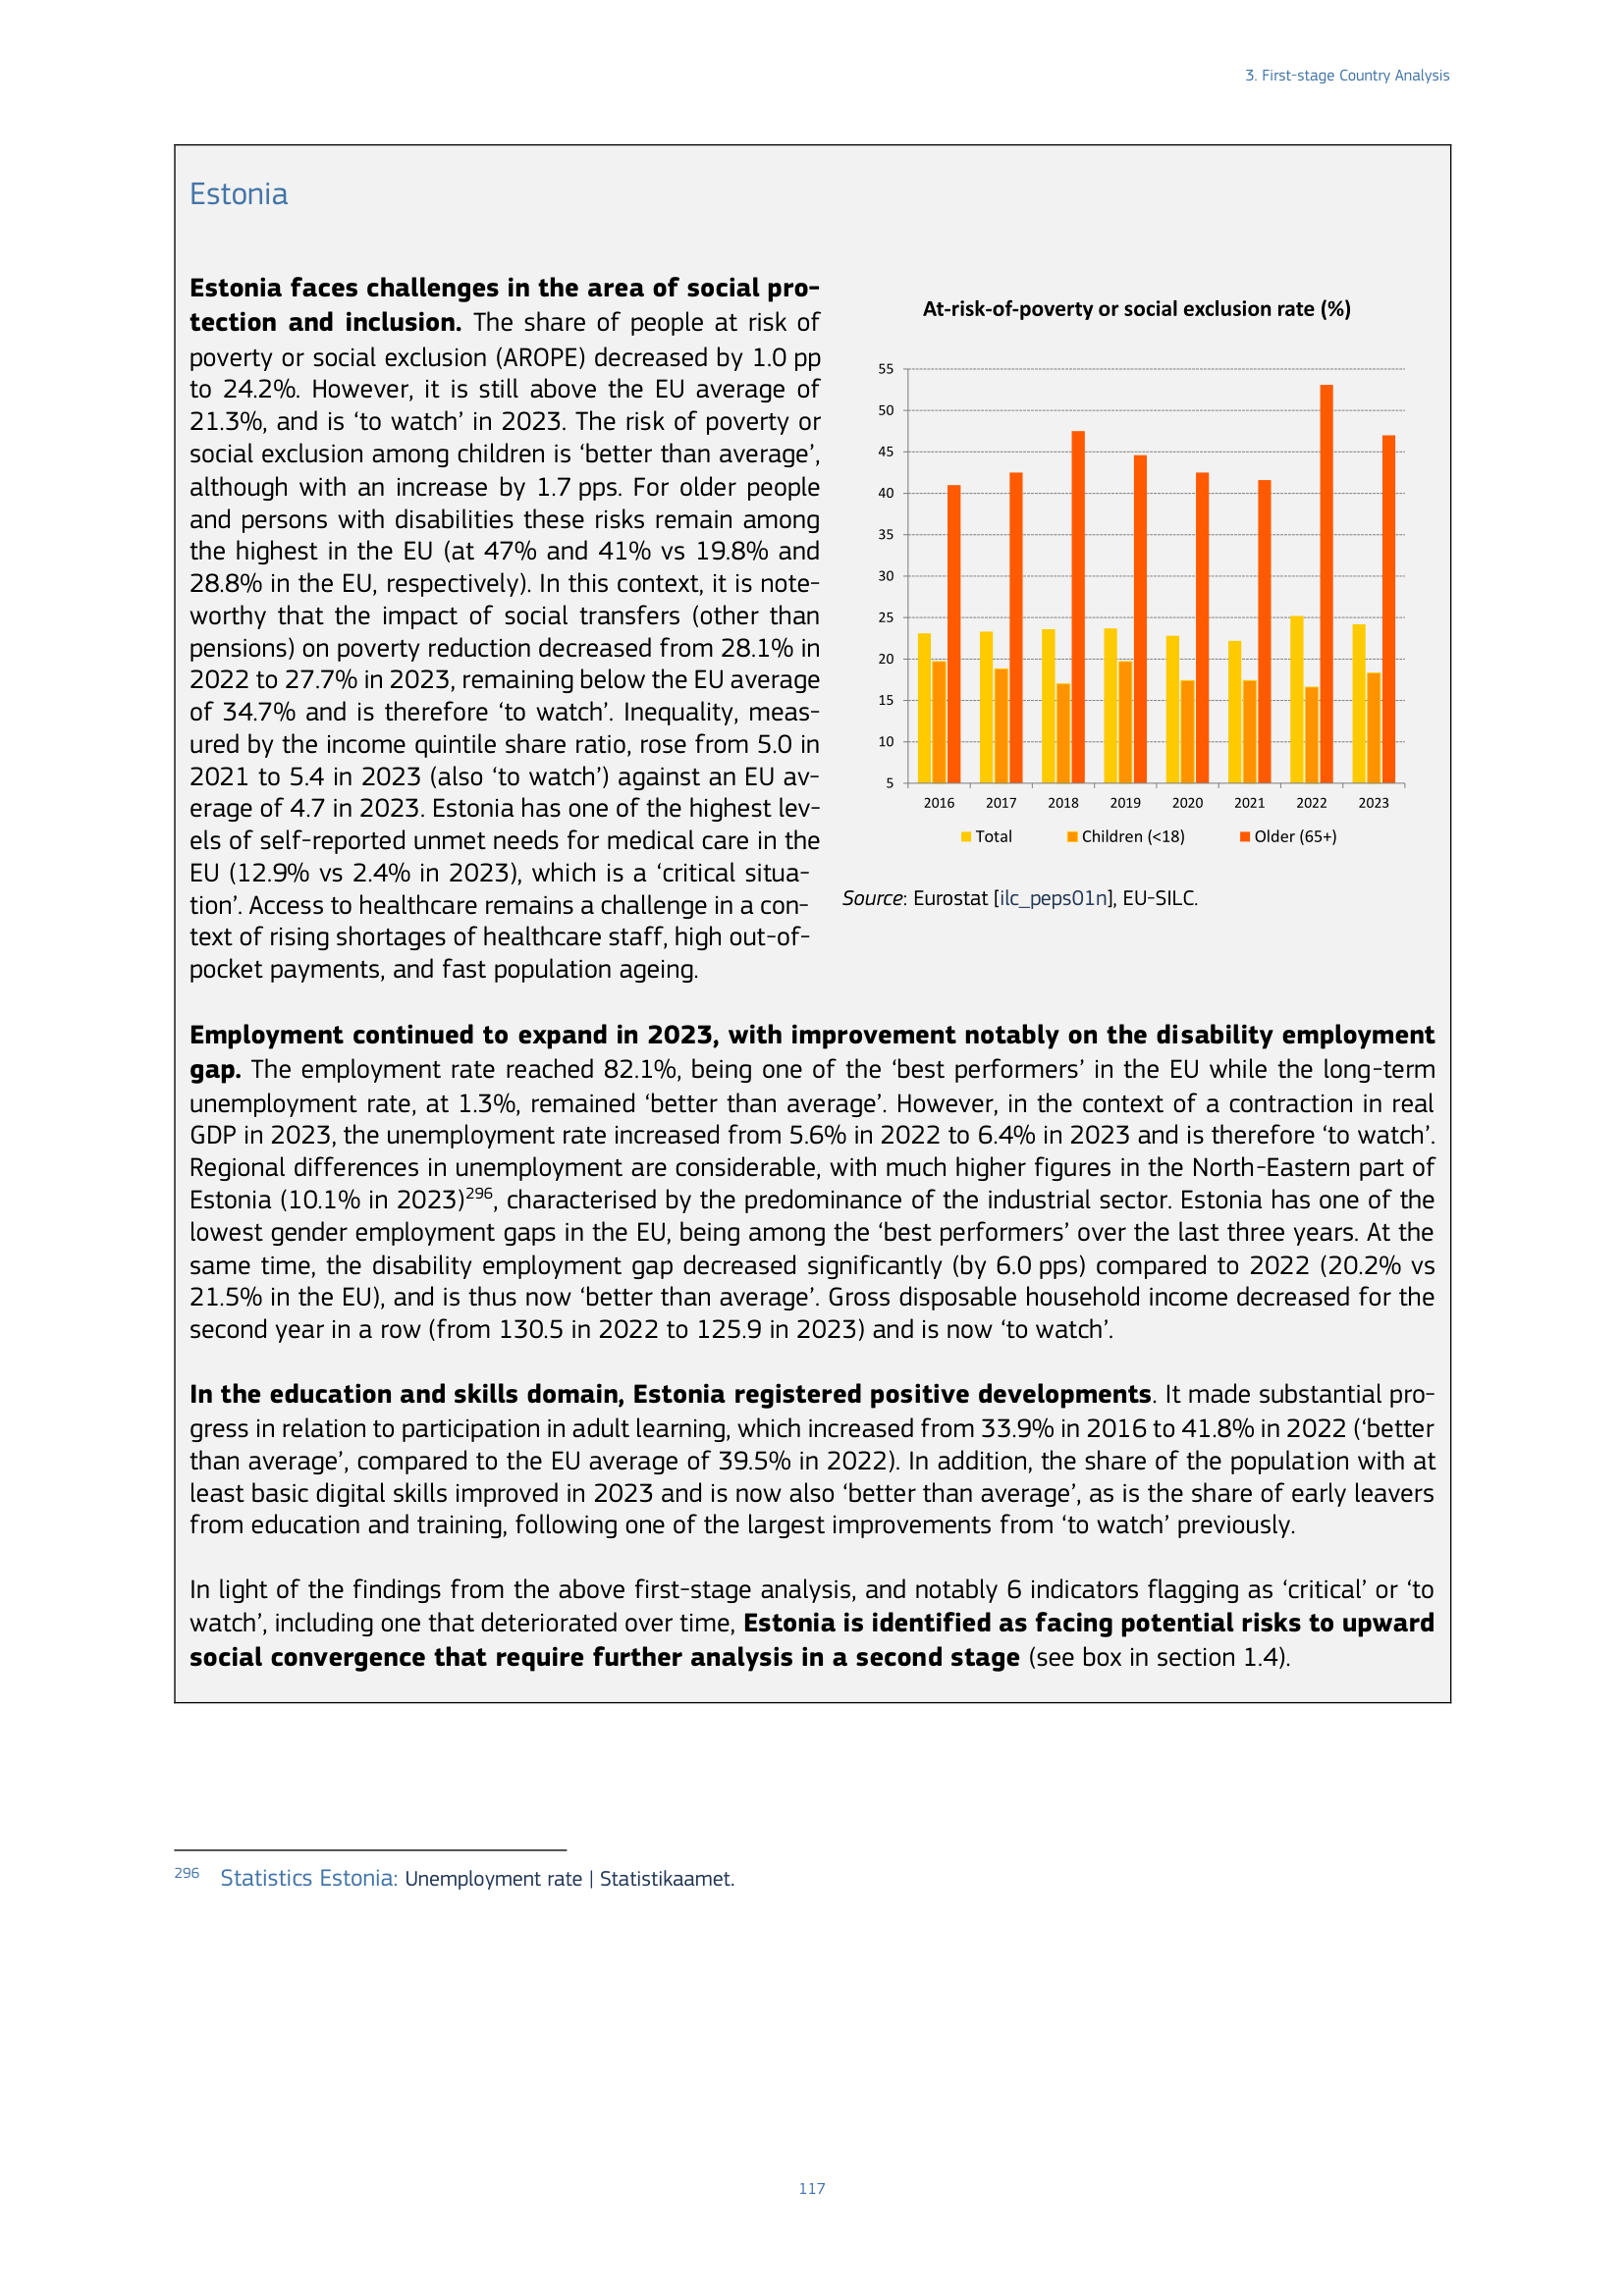 3. First-stage Country Analysis
Estonia
Estonia faces challenges in the area of social pro-
tection and inclusion. The share of people at risk of
poverty or social exclusion (AROPE) decreased by 1.0 pp
to 24.2%. However, it is still above the EU average of
21.3%, and is ‘to watch’ in 2023. The risk of poverty or
social exclusion among children is ‘better than average’,
although with an increase by 1.7 pps. For older people
and persons with disabilities these risks remain among
the highest in the EU (at 47% and 41% vs 19.8% and
28.8% in the EU, respectively). In this context, it is note-
worthy that the impact of social transfers (other than
pensions) on poverty reduction decreased from 28.1% in
2022 to 27.7% in 2023, remaining below the EU average
of 34.7% and is therefore ‘to watch’. Inequality, meas-
ured by the income quintile share ratio, rose from 5.0 in
2021 to 5.4 in 2023 (also ‘to watch’) against an EU av-
erage of 4.7 in 2023. Estonia has one of the highest lev-
els of self-reported unmet needs for medical care in the
EU (12.9% vs 2.4% in 2023), which is a ‘critical situa-
tion’. Access to healthcare remains a challenge in a con-
text of rising shortages of healthcare staff, high out-of-
pocket payments, and fast population ageing.
At-risk-of-poverty or social exclusion rate (%)
55
50
45
40
35
30
25
20
15
10
5
2016 2017 2018 2019 2020 2021 2022 2023
Total Children (<18) Older (65+)
Source: Eurostat [ilc_peps01n], EU-SILC.
Employment continued to expand in 2023, with improvement notably on the disability employment
gap. The employment rate reached 82.1%, being one of the ‘best performers’ in the EU while the long-term
unemployment rate, at 1.3%, remained ‘better than average’. However, in the context of a contraction in real
GDP in 2023, the unemployment rate increased from 5.6% in 2022 to 6.4% in 2023 and is therefore ‘to watch’.
Regional differences in unemployment are considerable, with much higher figures in the North-Eastern part of
Estonia (10.1% in 2023)296, characterised by the predominance of the industrial sector. Estonia has one of the
lowest gender employment gaps in the EU, being among the ‘best performers’ over the last three years. At the
same time, the disability employment gap decreased significantly (by 6.0 pps) compared to 2022 (20.2% vs
21.5% in the EU), and is thus now ‘better than average’. Gross disposable household income decreased for the
second year in a row (from 130.5 in 2022 to 125.9 in 2023) and is now ‘to watch’.
In the education and skills domain, Estonia registered positive developments. It made substantial pro-
gress in relation to participation in adult learning, which increased from 33.9% in 2016 to 41.8% in 2022 (‘better
than average’, compared to the EU average of 39.5% in 2022). In addition, the share of the population with at
least basic digital skills improved in 2023 and is now also ‘better than average’, as is the share of early leavers
from education and training, following one of the largest improvements from ‘to watch’ previously.
In light of the findings from the above first-stage analysis, and notably 6 indicators flagging as ‘critical’ or ‘to
watch’, including one that deteriorated over time, Estonia is identified as facing potential risks to upward
social convergence that require further analysis in a second stage (see box in section 1.4).
296 Statistics Estonia: Unemployment rate | Statistikaamet.
117